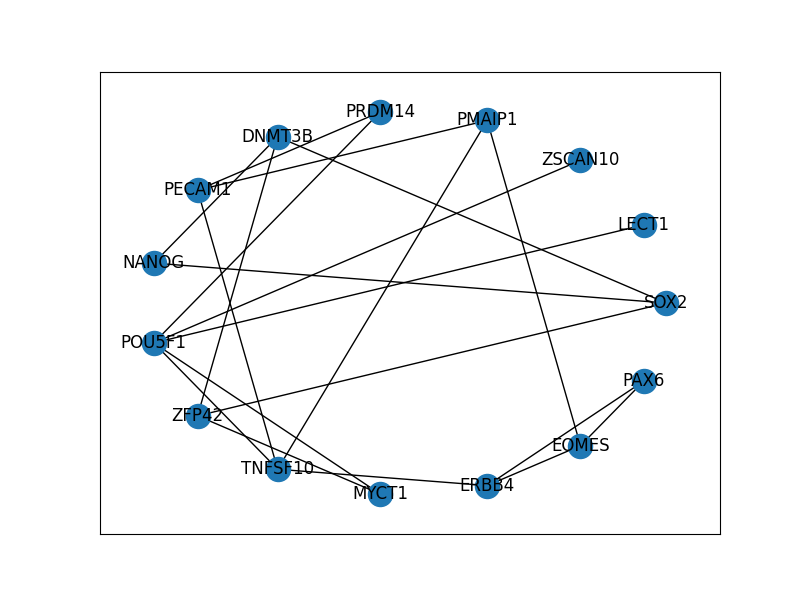 PRDM14
PMAIP1
DNMT3B
ZSCAN10
PECAM1
LECT1
NANOG
SOX2
POU5F1
PAX6
ZFP42
EOMES
TNFSF10
ERBB4
MYCT1